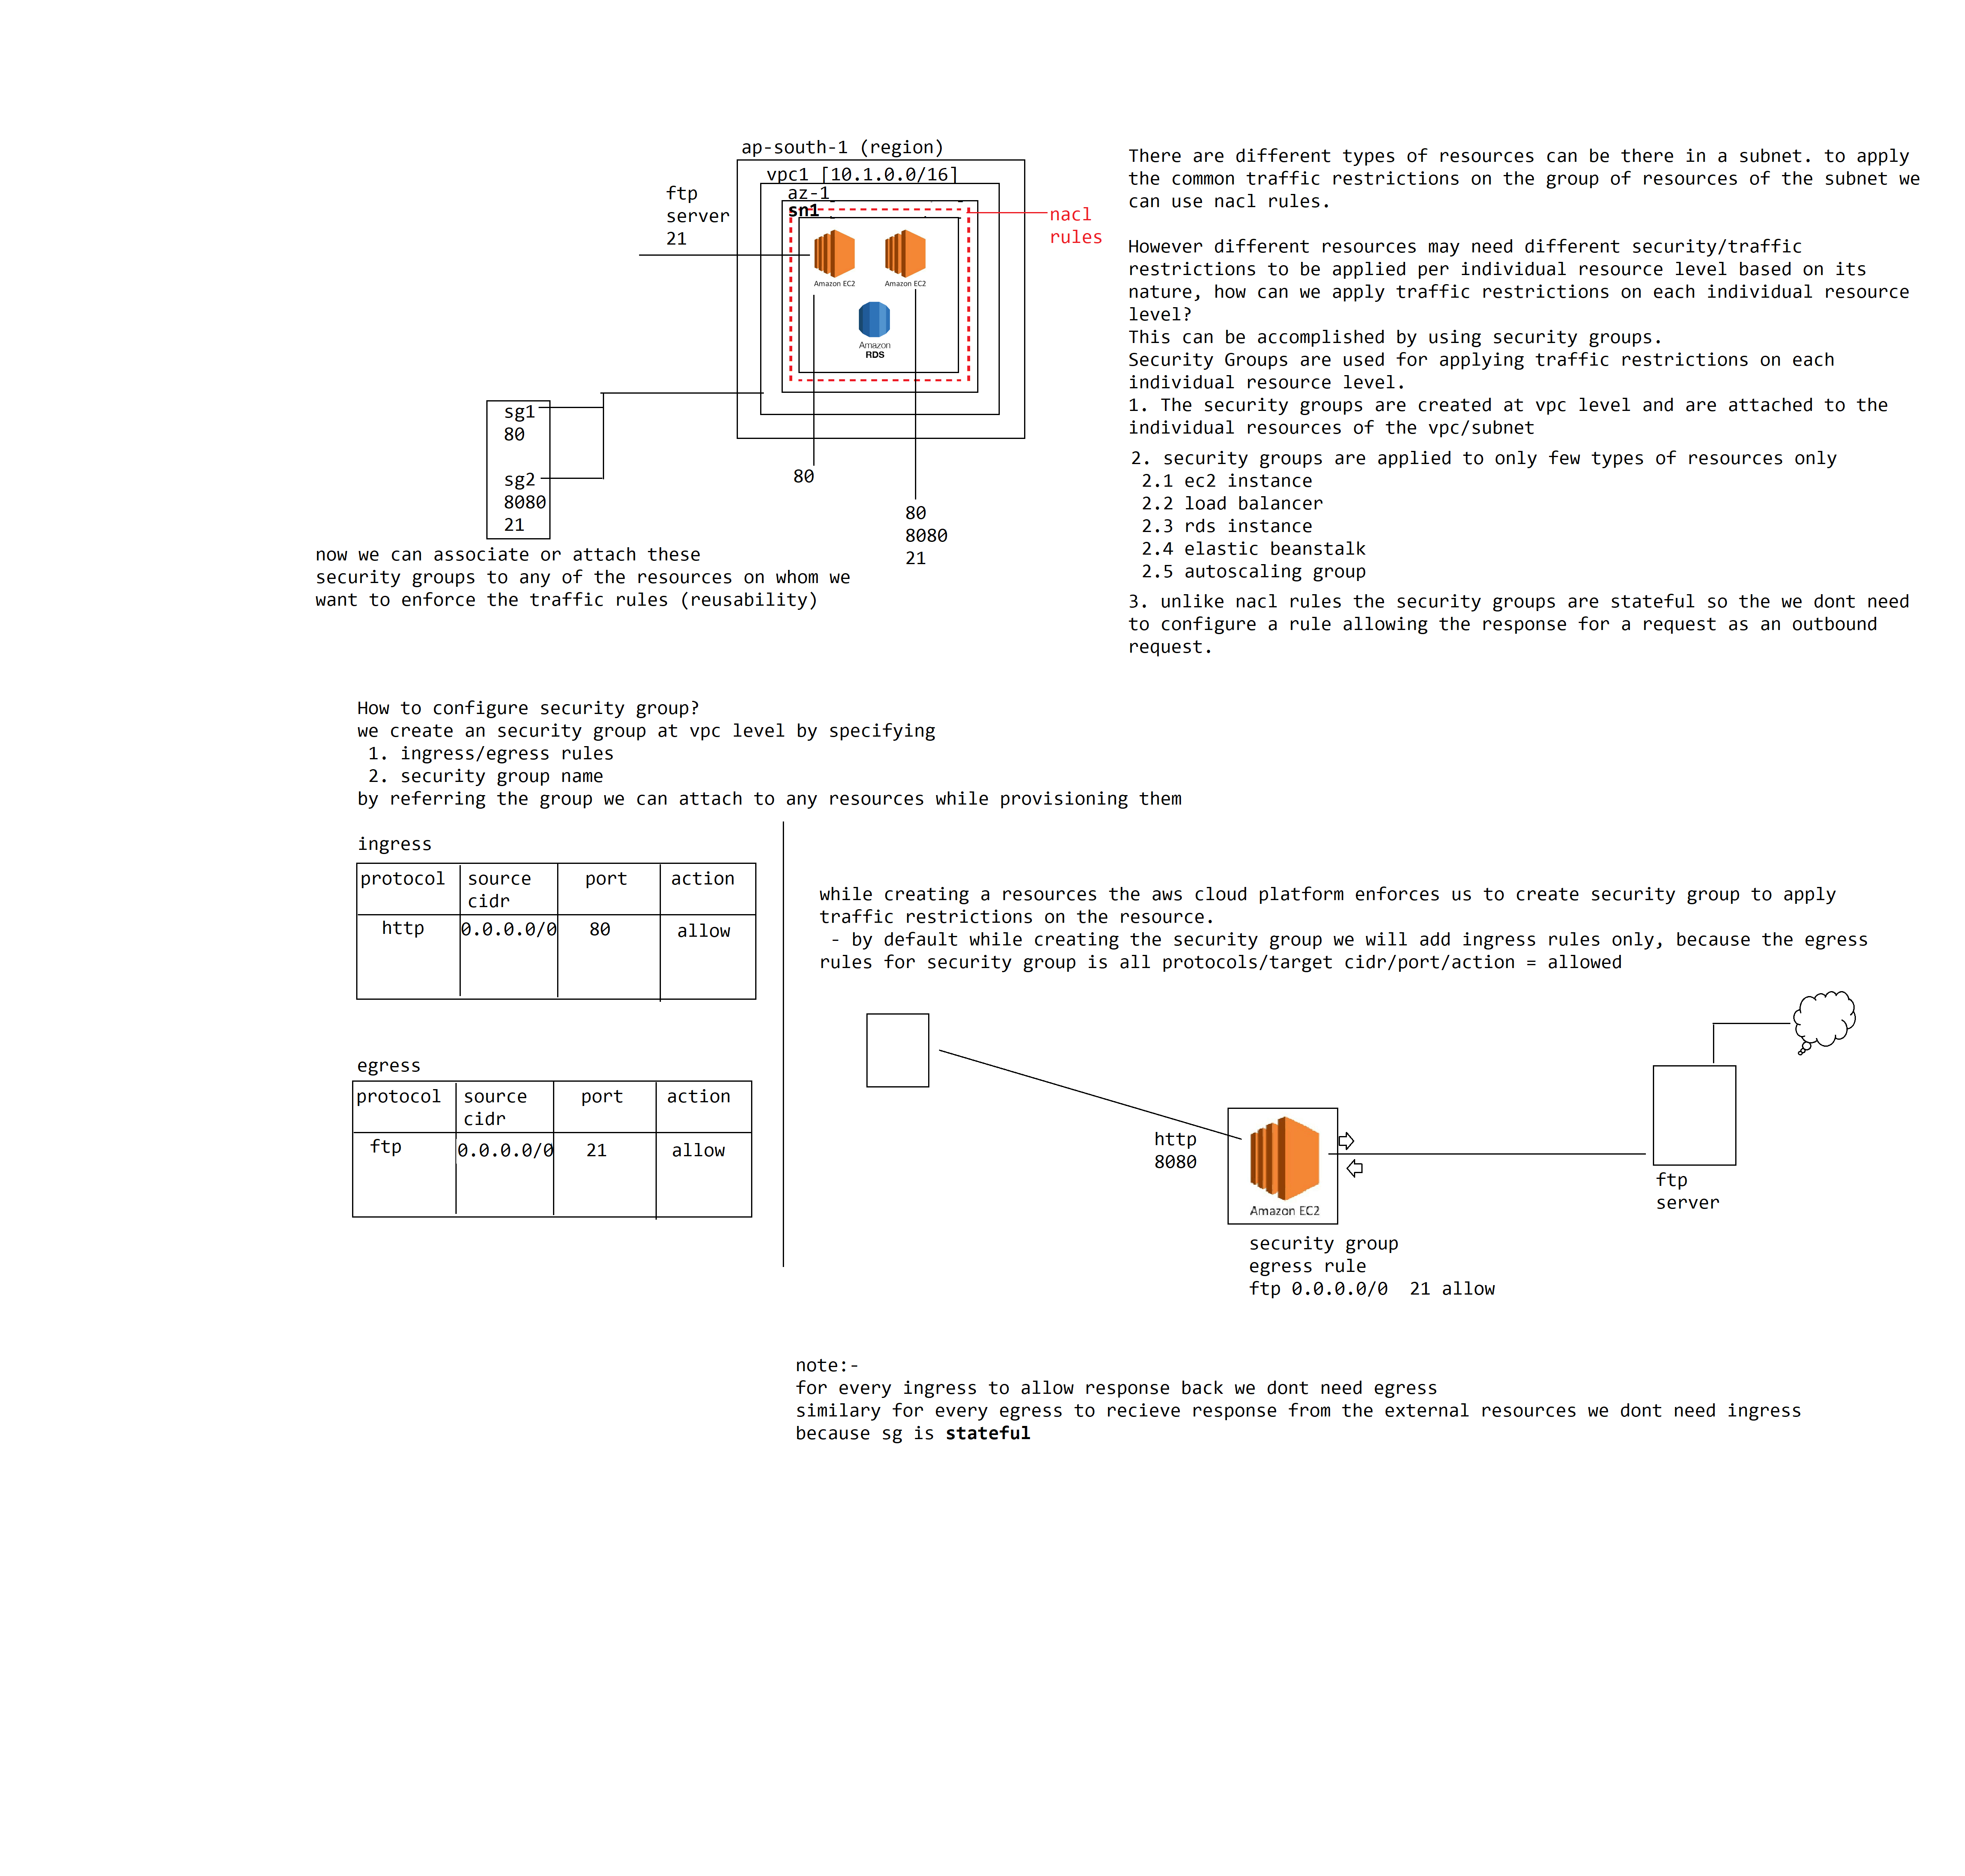 ap-south-1 (region)
vpc1 [10.1.0.0/16]
az-1
sn1
ftp
server
21
nacl
rules
Amazon EC2
Amazon EC2
Amazon
RDS
sg1
80
sg2
8080
21
80
80
8080
21
now we can associate or attach these
security groups to any of the resources on whom we
want to enforce the traffic rules (reusability)
There are different types of resources can be there in a subnet. to apply
the common traffic restrictions on the group of resources of the subnet we
can use nacl rules.
However different resources may need different security/traffic
restrictions to be applied per individual resource level based on its
nature, how can we apply traffic restrictions on each individual resource
level?
This can be accomplished by using security groups.
Security Groups are used for applying traffic restrictions on each
individual resource level.
1. The security groups are created at vpc level and are attached to the
individual resources of the vpc/subnet
2. security groups are applied to only few types of resources only
2.1 ec2 instance
2.2 load balancer
2.3 rds instance
2.4 elastic beanstalk
2.5 autoscaling group
3. unlike nacl rules the security groups are stateful so the we dont need
to configure a rule allowing the response for a request as an outbound
request.
How to configure security group?
we create an security group at vpc level by specifying
1. ingress/egress rules
2. security group name
by referring the group we can attach to any resources while provisioning them
ingress
protocol source port action
cidr
http 0.0.0.0/0 80 allow
egress
protocol source port action
cidr
ftp 0.0.0.0/0 21 allow
while creating a resources the aws cloud platform enforces us to create security group to apply
traffic restrictions on the resource.
- by default while creating the security group we will add ingress rules only, because the egress
rules for security group is all protocols/target cidr/port/action = allowed
http
8080
Amazon EC2
ftp
server
security group
egress rule
ftp 0.0.0.0/0 21 allow
note:-
for every ingress to allow response back we dont need egress
similary for every egress to recieve response from the external resources we dont need ingress
because sg is stateful